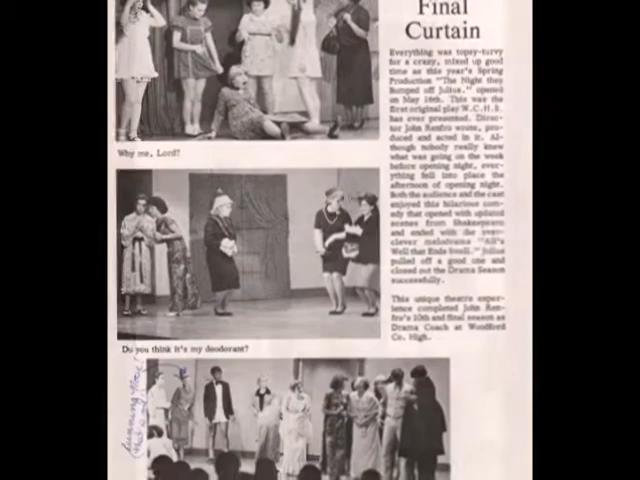 Final
Curtain
Everything was topsy-turvy
for a crazy, mixed up good
time as this year's Spring
Production "The Night they
Bumped off Julius." opened
on May 16th. This was the
first original play W.C.H.S.
has ever presented. Direc-
tor John Renfro wrote, pro-
duced and acted in it. Al-
though nobody really knew
what was going on the week
before opening night, ever-
ything fell into place the
afternoon of opening night.
Both the audience and the cast
enjoyed this hilarious com-
edy that opened with updated
scenes from Shakespeare
and ended with the ever-
clever melodrama "All's
Well that Ends Swell." Julius
pulled off a good one and
closed out the Drama Season
successfully.
This unique theatre exper-
ience completed John Ren-
fro's 10th and final season as
Drama Coach at Woodford
Co. High.
Why me, Lord?
Do you think it's my deodorant?